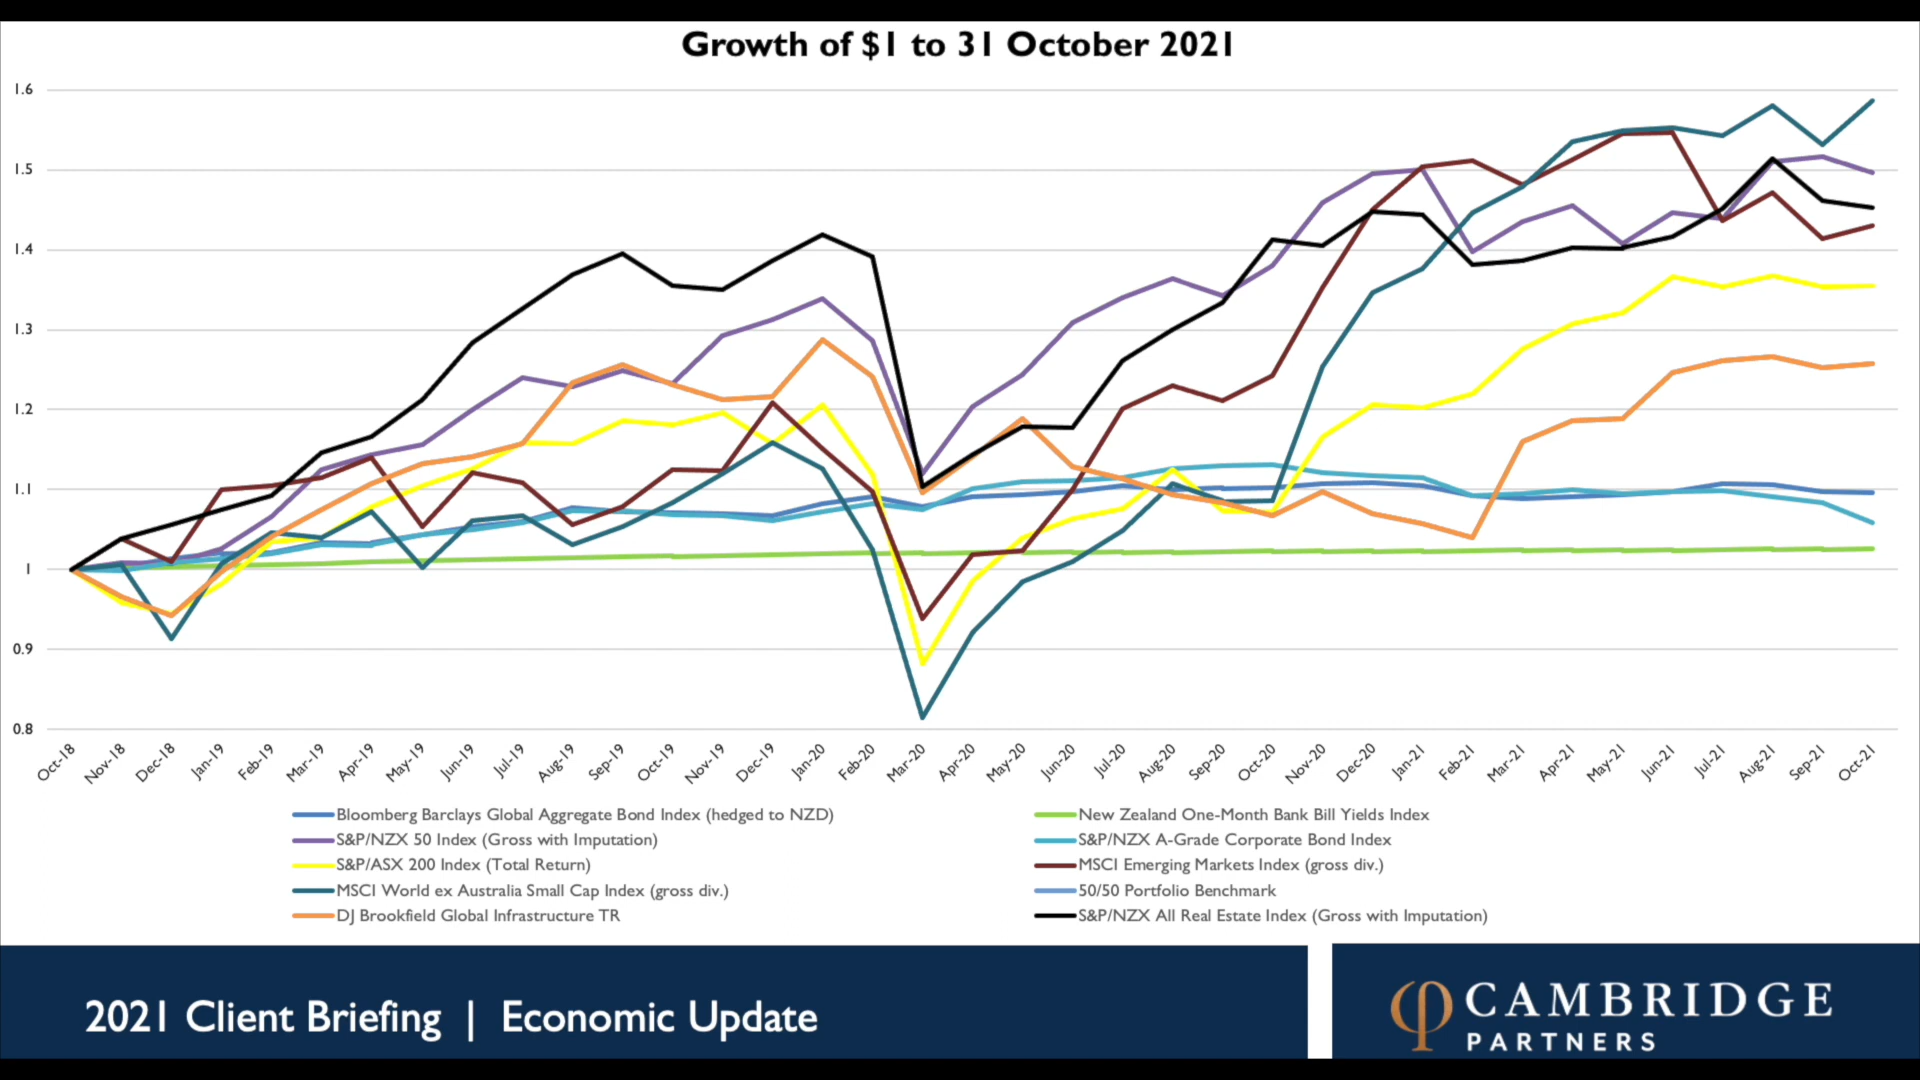 Growth of $1 to 31 October 2021
1.6
1.5
1.4
1.3
1.2
1.1
1
0.9
0.8
Oct-18 Nov-18 Dec-18 Jan-19 Feb-19 Mar-19 Apr-19 May-19 Jun-19 Jul-19 Aug-19 Sep-19 Oct-19 Nov-19 Dec-19 Jan-20 Feb-20 Mar-20 Apr-20 May-20 Jun-20 Jul-20 Aug-20 Sep-20 Oct-20 Nov-20 Dec-20 Jan-21 Feb-21 Mar-21 Apr-21 May-21 Jun-21 Jul-21 Aug-21 Sep-21 Oct-21
Bloomberg Barclays Global Aggregate Bond Index (hedged to NZD) New Zealand One-Month Bank Bill Yields Index
S&P/NZX 50 Index (Gross with Imputation) S&P/NZX A-Grade Corporate Bond Index
S&P/ASX 200 Index (Total Return) MSCI Emerging Markets Index (gross div.)
MSCI World ex Australia Small Cap Index (gross div.) 50/50 Portfolio Benchmark
DJ Brookfield Global Infrastructure TR S&P/NZX All Real Estate Index (Gross with Imputation)
2021 Client Briefing | Economic Update
CAMBRIDGE
PARTNERS